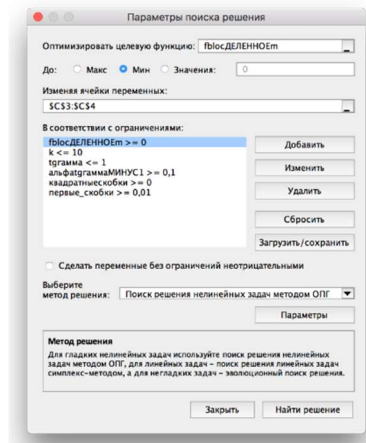 Параметры поиска решения
Оптимизировать целевую функцию: fblocДЕЛЕННОЕm
До: Макс Мин Значения: 0
Изменяя ячейки переменных:
$C$3:$C$4
В соответствии с ограничениями:
fblocДЕЛЕННОЕm >= 0
k <= 10
tgгамма <= 1
альфаtgгаммаМИНУС1 >= 0,1
квадратныескобки >= 0
первые_скобки >= 0,01
Добавить
Изменить
Удалить
Сбросить
Загрузить/сохранить
Сделать переменные без ограничений неотрицательными
Выберите
метод решения: Поиск решения нелинейных задач методом ОПГ
Параметры
Метод решения
Для гладких нелинейных задач используйте поиск решения нелинейных
задач методом ОПГ, для линейных задач - поиск решения линейных задач
симплекс-методом, а для негладких задач - эволюционный поиск решения.
Закрыть Найти решение